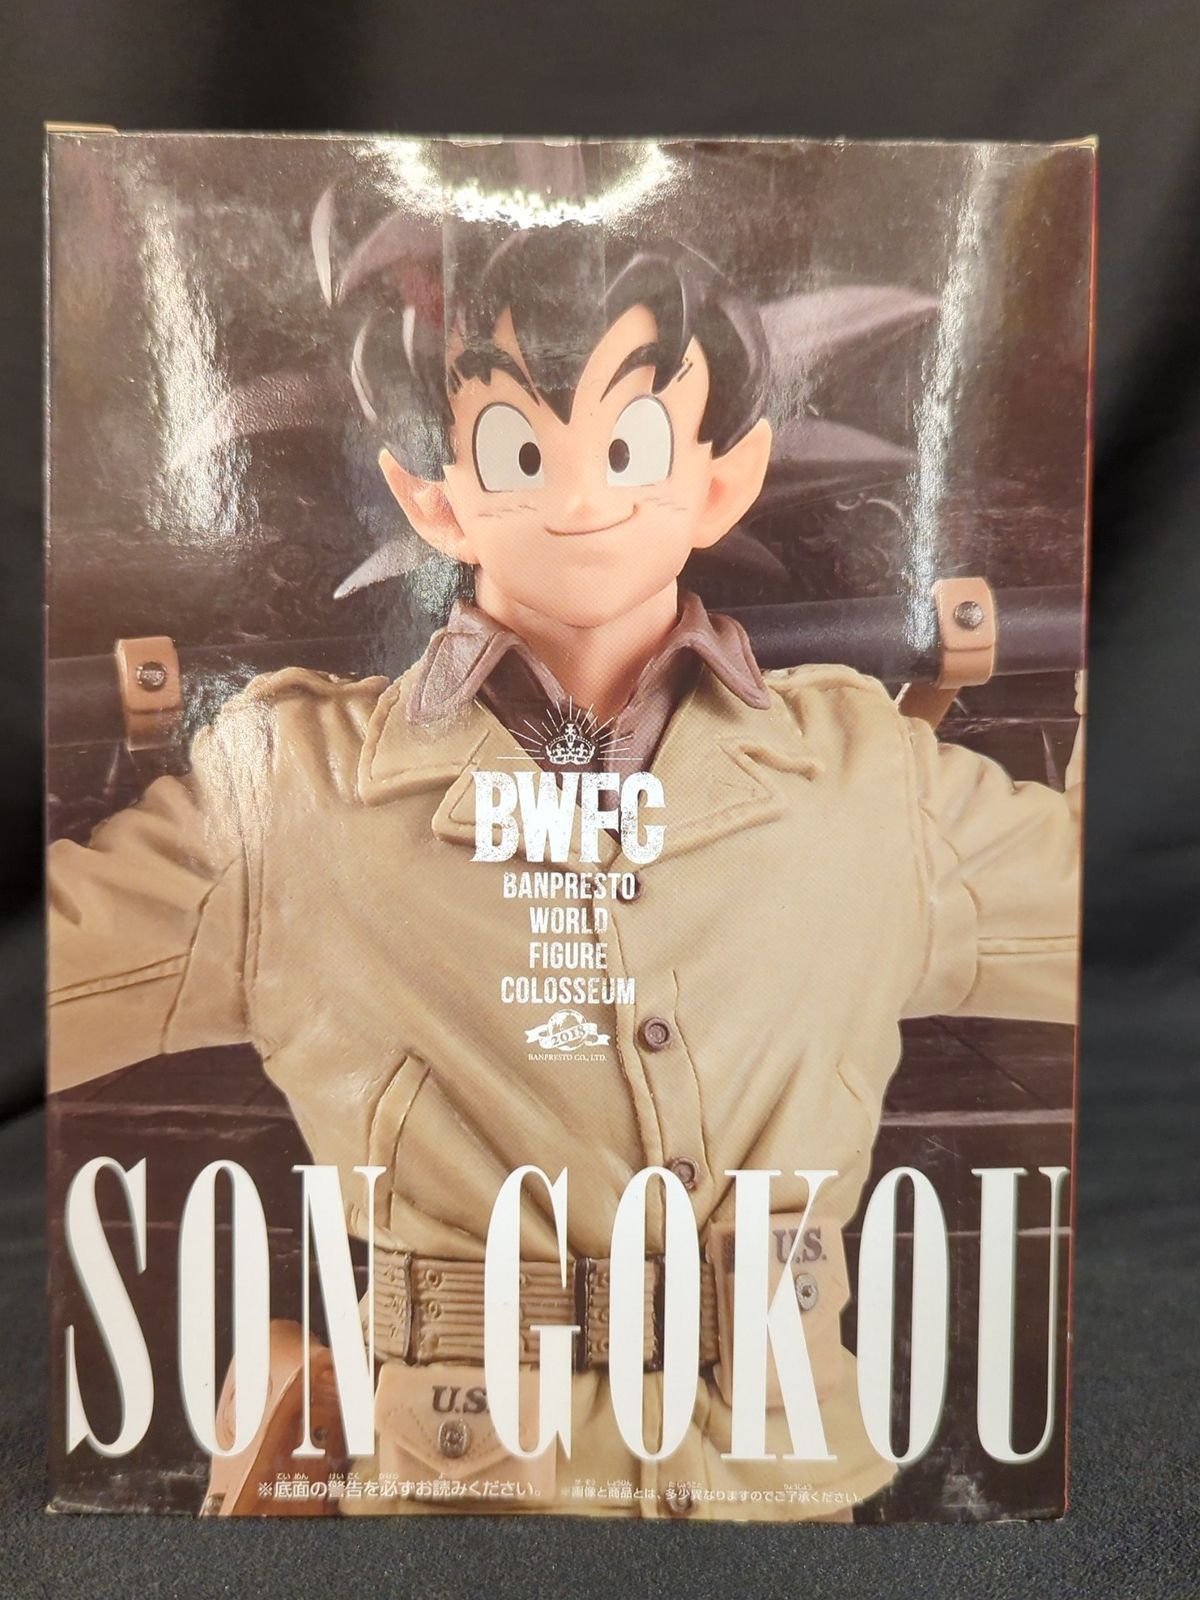 BWFC
BANPRESTO
WORLD
FIGURE
COLOSSEUM
2018
BANPRESTO CO., LTD.
SON GOKOU
U.S.
U.S.
※底面の警告を必ずお読みください。 ※画像と商品とは、多少異なりますのでご了承ください。